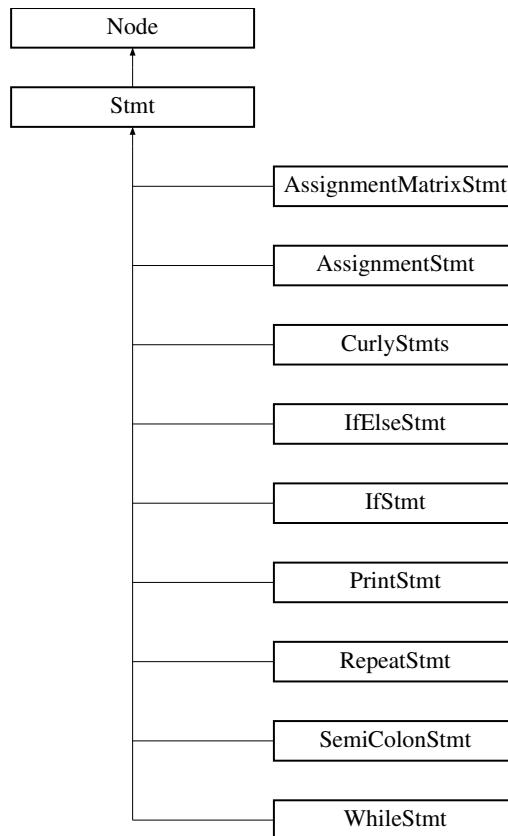 Node
Stmt
AssignmentMatrixStmt
AssignmentStmt
CurlyStmts
IfElseStmt
IfStmt
PrintStmt
RepeatStmt
SemiColonStmt
WhileStmt